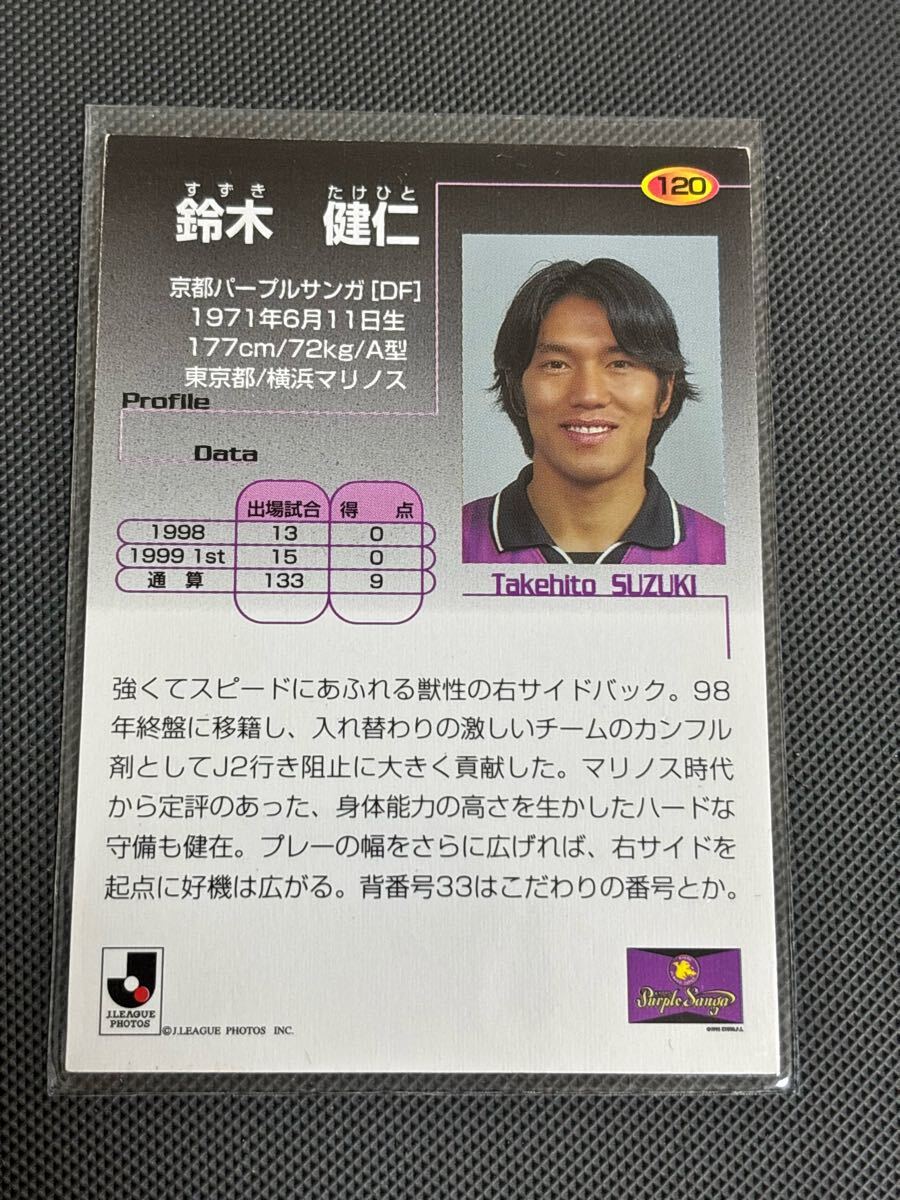 120
すずき たけひと
鈴木 健仁
京都パープルサンガ [DF]
1971年6月11日生
177cm/72kg/A型
東京都/横浜マリノス
Profile
Data
出場試合 得点
1998 13 0
1999 1st 15 0
通算 133 9
Takehito SUZUKI
強くてスピードにあふれる獣性の右サイドバック。98
年終盤に移籍し、入れ替わりの激しいチームのカンフル
剤としてJ2行き阻止に大きく貢献した。マリノス時代
から定評のあった、身体能力の高さを生かしたハードな
守備も健在。プレーの幅をさらに広げれば、右サイドを
起点に好機は広がる。背番号33はこだわりの番号とか。
J.LEAGUE
PHOTOS
©J.LEAGUE PHOTOS INC.
Purple Sanga